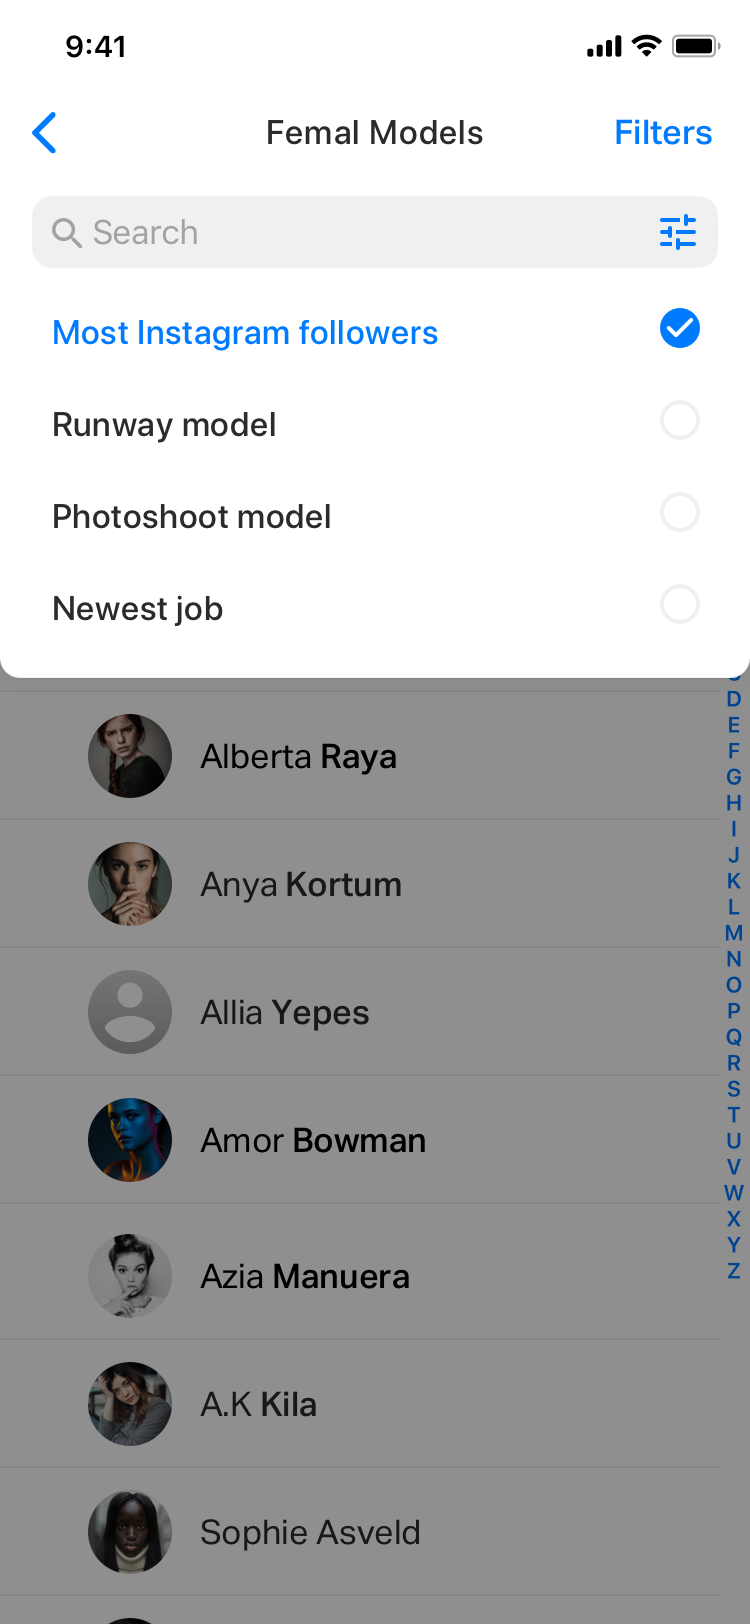 9:41
Femal Models
Filters
Search
Most Instagram followers
Runway model
Photoshoot model
Newest job
D
E
F
Alberta Raya
G
H
I
J
K
Anya Kortum
L
M
N
O
Allia Yepes
P
Q
R
S
T
U
Amor Bowman
V
W
X
Y
Z
Azia Manuera
A.K Kila
Sophie Asveld